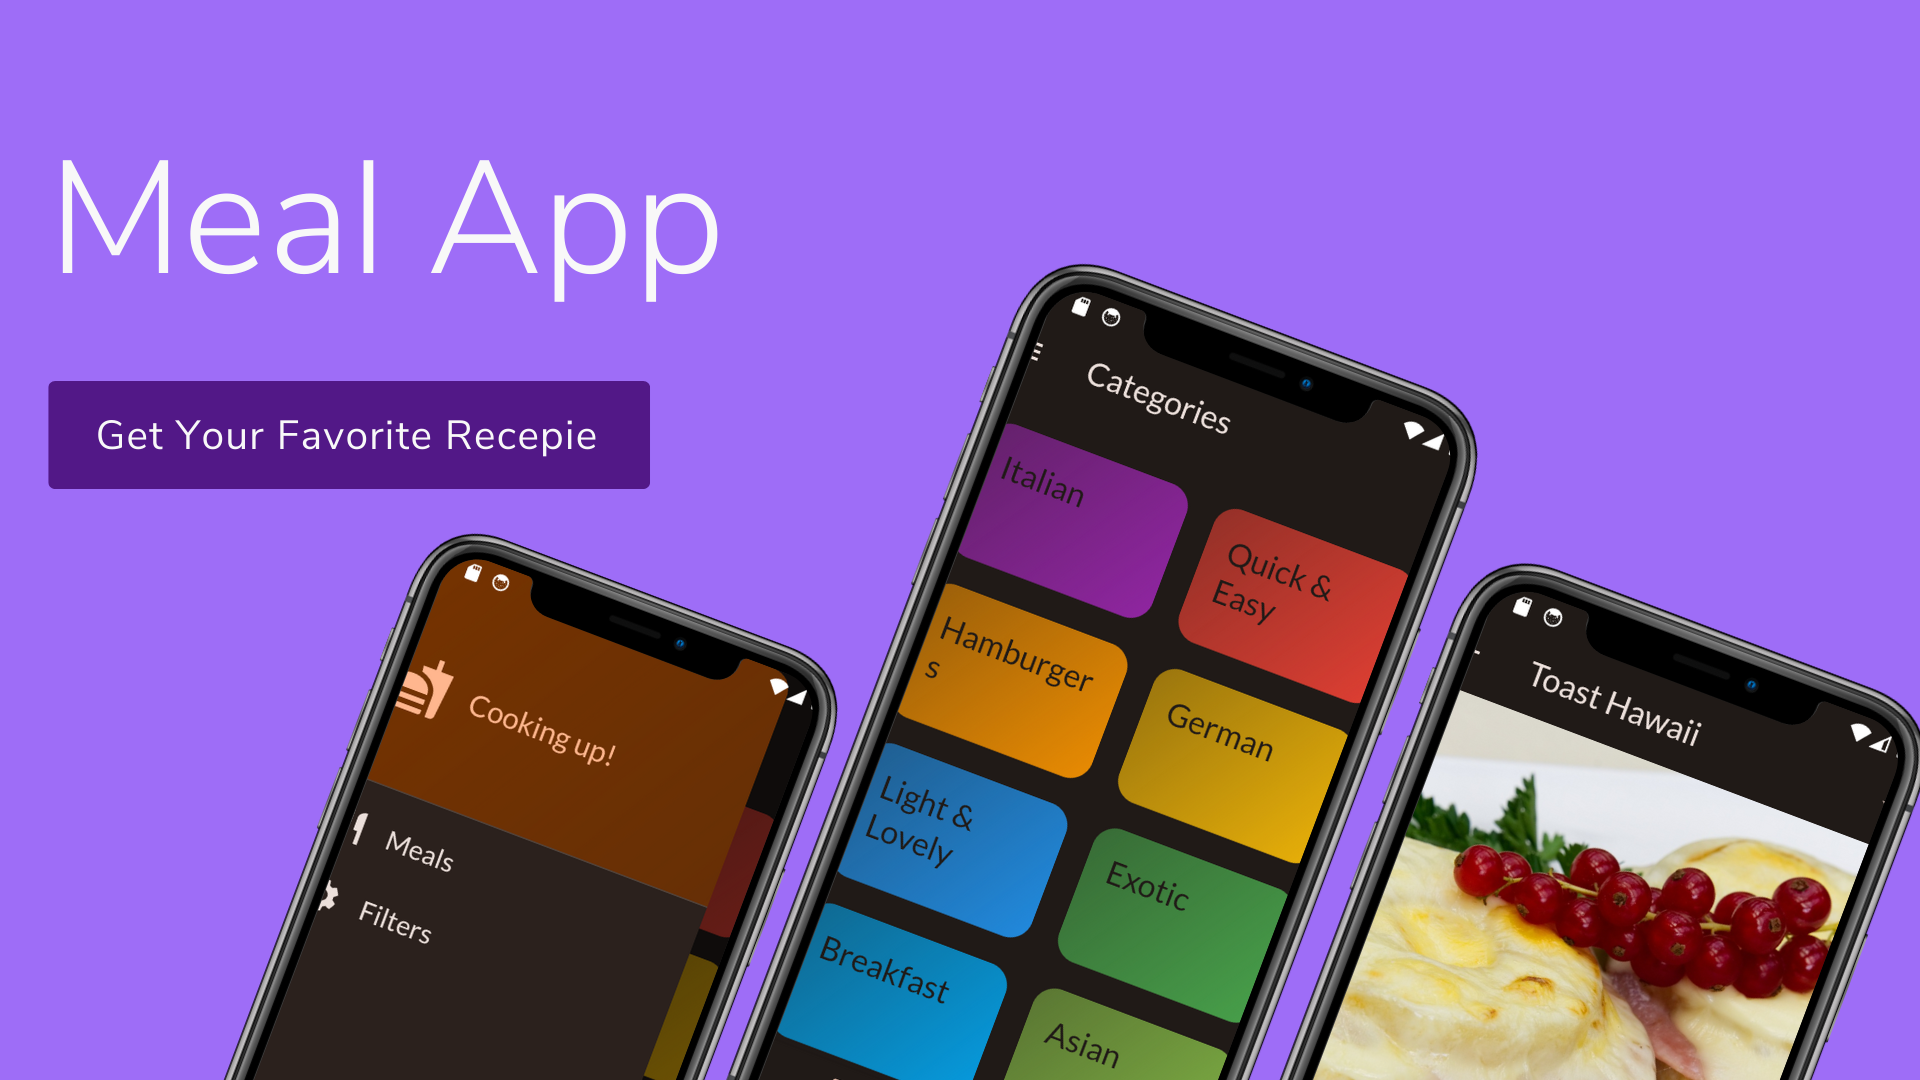 Meal App
Get Your Favorite Recepie
Cooking up!
Meals
Filters
Categories
Italian
Quick &
Easy
Hamburger
s
German
Light &
Lovely
Exotic
Breakfast
Asian
Toast Hawaii